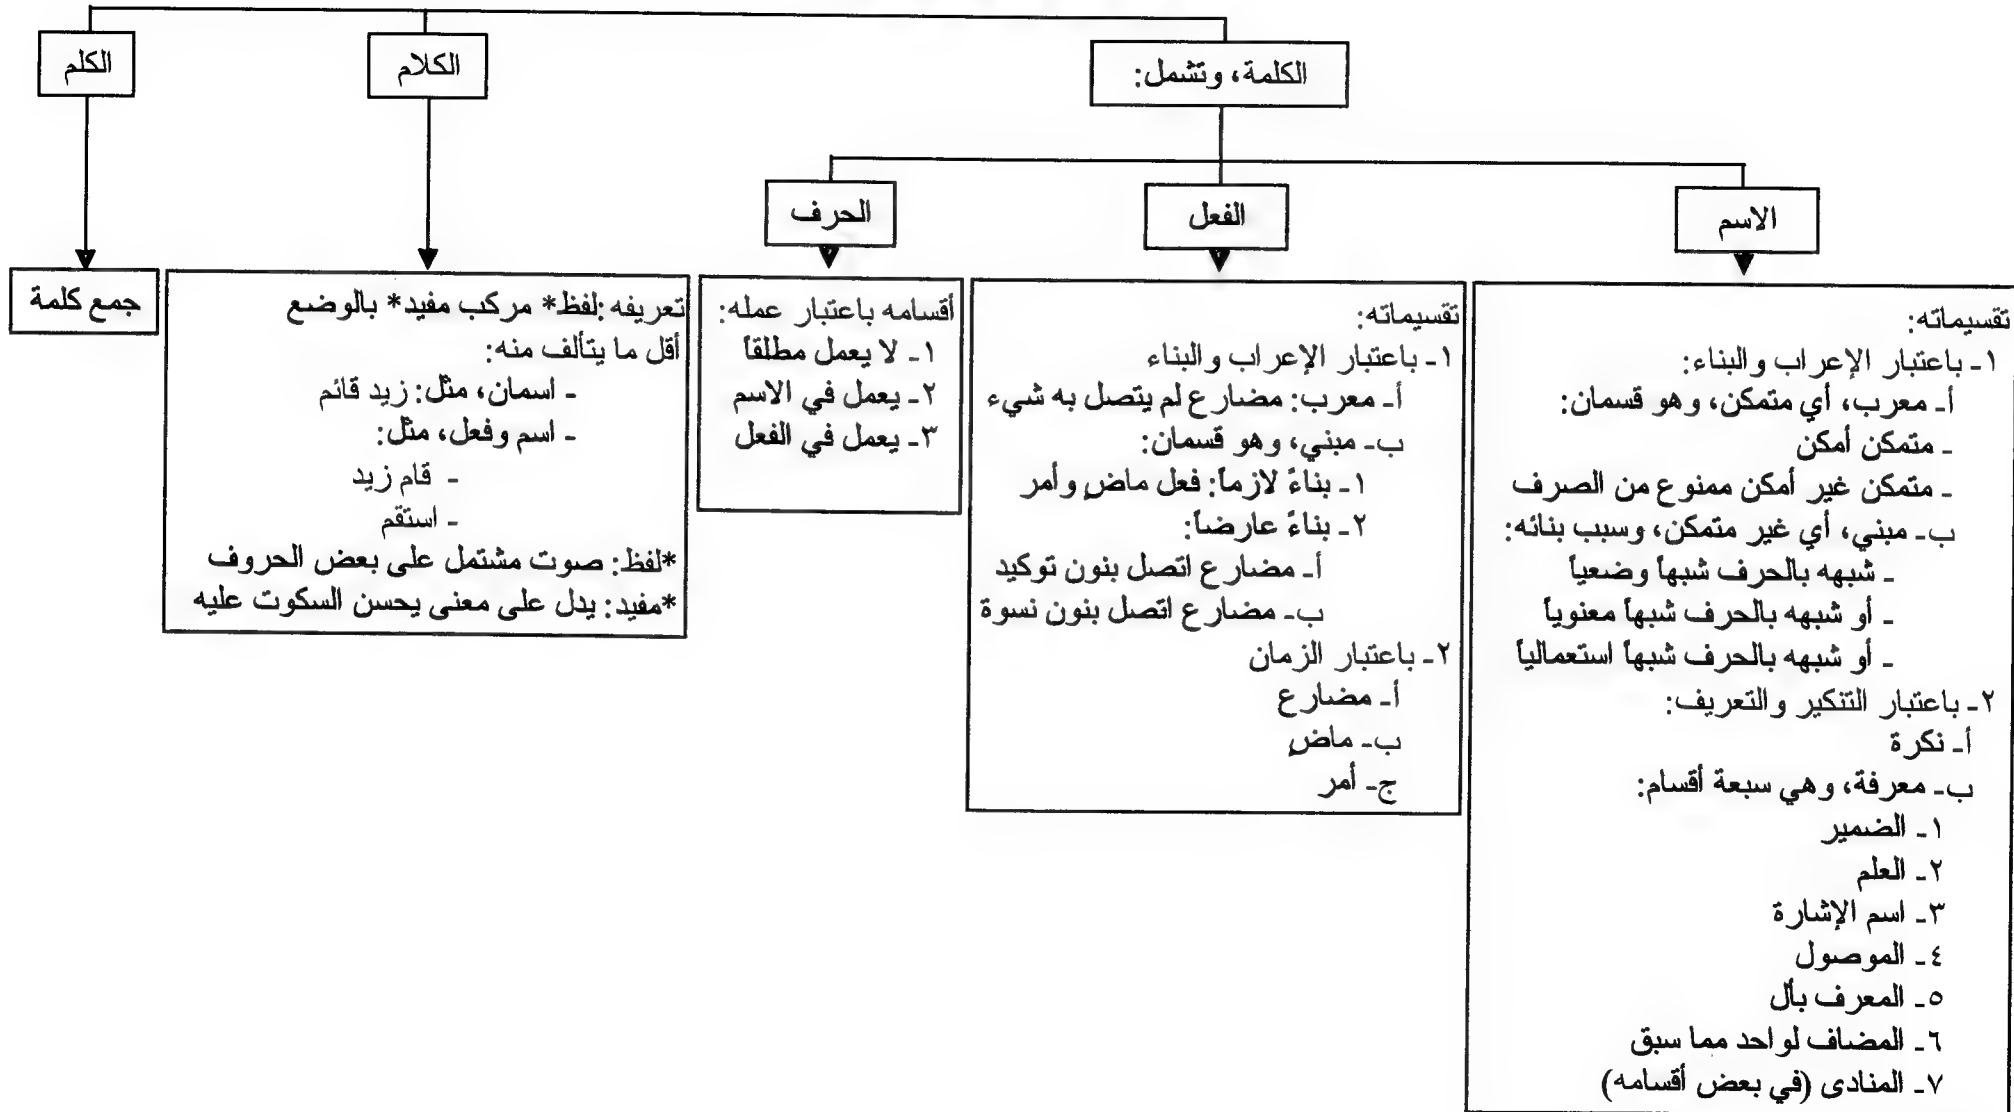 الكلمة، وتشمل:
الكلام
الكلم
الاسم
الفعل
الحرف
تقسيماته:
١- باعتبار الإعراب والبناء:
أ- معرب، أي متمكن، وهو قسمان:
- متمكن أمكن
- متمكن غير أمكن ممنوع من الصرف
ب- مبني، أي غير متمكن، وسبب بنائه:
- شبهه بالحرف شبهاً وضعياً
- أو شبهه بالحرف شبهاً معنوياً
- أو شبهه بالحرف شبهاً استعمالياً
٢- باعتبار التنكير والتعريف:
أ- نكرة
ب- معرفة، وهي سبعة أقسام:
١- الضمير
٢- العلم
٣- اسم الإشارة
٤- الموصول
٥- المعرف بأل
٦- المضاف لواحد مما سبق
٧- المنادى (في بعض أقسامه)
تقسيماته:
١- باعتبار الإعراب والبناء
أ- معرب: مضارع لم يتصل به شيء
ب- مبني، وهو قسمان:
١- بناءً لازماً: فعل ماضٍ وأمر
٢- بناءً عارضاً:
أ- مضارع اتصل بنون توكيد
ب- مضارع اتصل بنون نسوة
٢- باعتبار الزمان
أ- مضارع
ب- ماضٍ
ج- أمر
أقسامه باعتبار عمله:
١- لا يعمل مطلقاً
٢- يعمل في الاسم
٣- يعمل في الفعل
تعريفه :لفظ* مركب مفيد* بالوضع
أقل ما يتألف منه:
- اسمان، مثل: زيد قائم
- اسم وفعل، مثل:
- قام زيد
- استقم
*لفظ: صوت مشتمل على بعض الحروف
*مفيد: يدل على معنى يحسن السكوت عليه
جمع كلمة